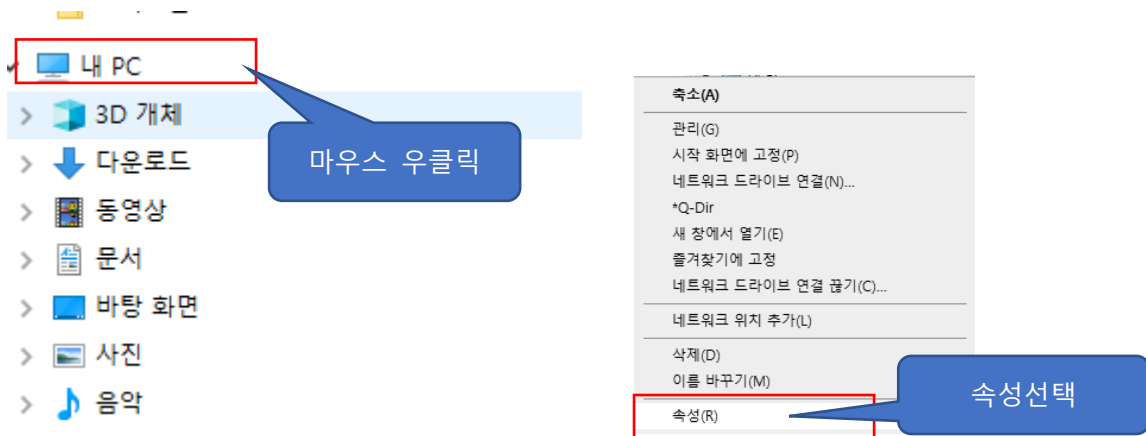 내 PC
3D 개체
다운로드
동영상
문서
바탕 화면
사진
음악
마우스 우클릭
축소(A)
관리(G)
시작 화면에 고정(P)
네트워크 드라이브 연결(N)...
*Q-Dir
새 창에서 열기(E)
즐겨찾기에 고정
네트워크 드라이브 연결 끊기(C)...
네트워크 위치 추가(L)
삭제(D)
이름 바꾸기(M)
속성(R)
속성선택